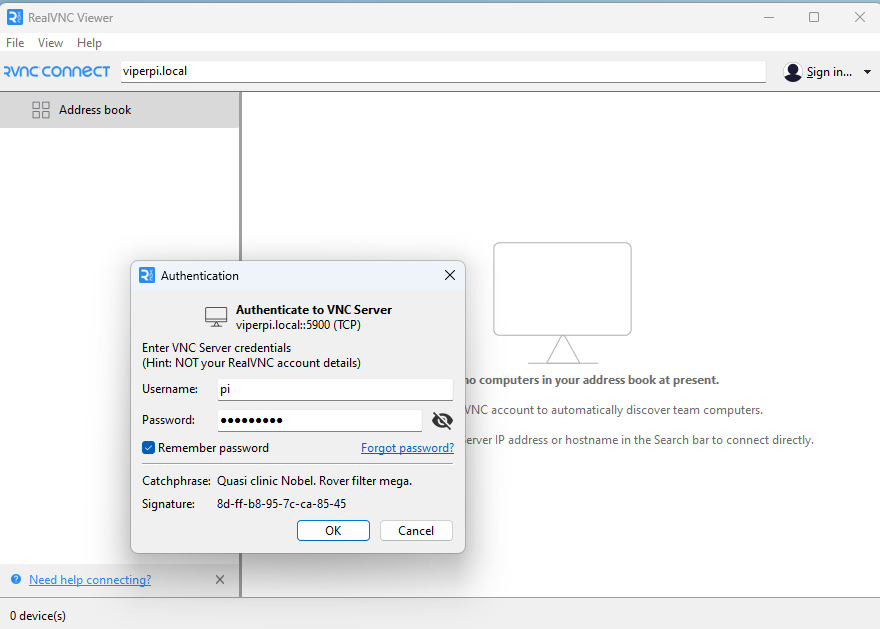 RealVNC Viewer
File View Help
RVNC CONNECT viperpi.local Sign in...
Address book
Authentication
Authenticate to VNC Server
viperpi.local::5900 (TCP)
Enter VNC Server credentials
(Hint: NOT your RealVNC account details)
Username: pi
Password: •••••••••
Remember password Forgot password?
Catchphrase: Quasi clinic Nobel. Rover filter mega.
Signature: 8d-ff-b8-95-7c-ca-85-45
OK Cancel
no computers in your address book at present.
VNC account to automatically discover team computers.
erver IP address or hostname in the Search bar to connect directly.
Need help connecting?
0 device(s)